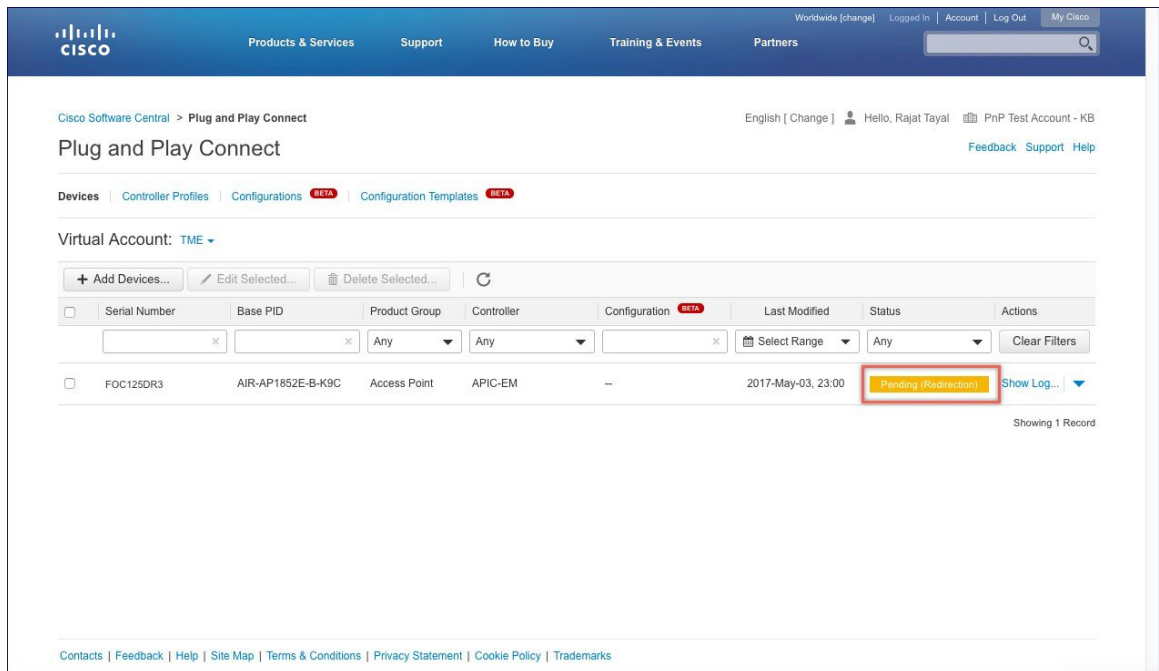 Worldwide [change] Logged In | Account | Log Out My Cisco
CISCO Products & Services Support How to Buy Training & Events Partners
Cisco Software Central > Plug and Play Connect English [ Change ] Hello, Rajat Tayal PnP Test Account - KB
Plug and Play Connect Feedback Support Help
Devices | Controller Profiles | Configurations BETA | Configuration Templates BETA
Virtual Account: TME
+ Add Devices... Edit Selected... Delete Selected...
Serial Number Base PID Product Group Controller Configuration BETA Last Modified Status Actions
× × Any Any × Select Range Any Clear Filters
FOC125DR3 AIR-AP1852E-B-K9C Access Point APIC-EM -- 2017-May-03, 23:00 Pending (Redirection) Show Log... |
Showing 1 Record
Contacts | Feedback | Help | Site Map | Terms & Conditions | Privacy Statement | Cookie Policy | Trademarks